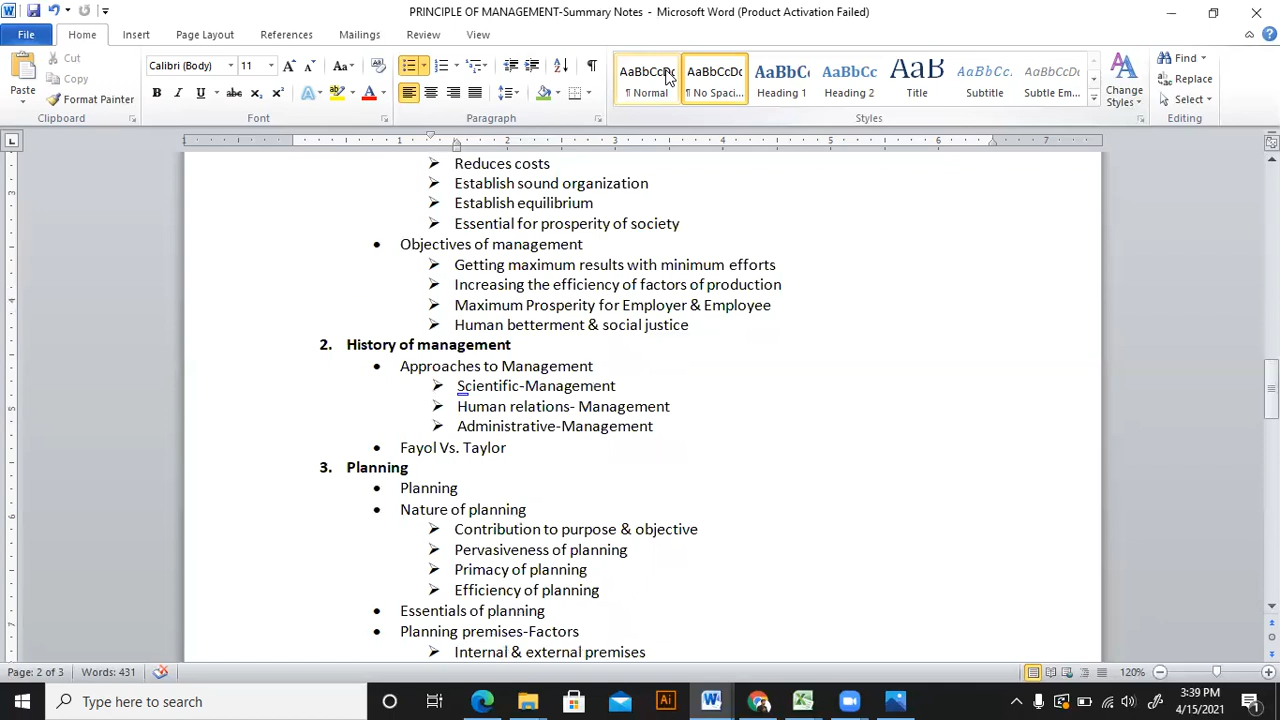 PRINCIPLE OF MANAGEMENT-Summary Notes - Microsoft Word (Product Activation Failed)
File Home Insert Page Layout References Mailings Review View
Cut
Copy
Format Painter
Paste
Clipboard
Calibri (Body) 11
Font
Paragraph
AaBbCcDc AaBbCcDc AaBbCc AaBbCc AaB AaBbCc. AaBbCcDc
¶ Normal ¶ No Spaci... Heading 1 Heading 2 Title Subtitle Subtle Em...
Styles
Change Styles
Find
Replace
Select
Editing
1 1 2 3 4 5 6 7
➢ Reduces costs
➢ Establish sound organization
➢ Establish equilibrium
➢ Essential for prosperity of society
• Objectives of management
➢ Getting maximum results with minimum efforts
➢ Increasing the efficiency of factors of production
➢ Maximum Prosperity for Employer & Employee
➢ Human betterment & social justice
2. History of management
• Approaches to Management
➢ Scientific-Management
➢ Human relations- Management
➢ Administrative-Management
• Fayol Vs. Taylor
3. Planning
• Planning
• Nature of planning
➢ Contribution to purpose & objective
➢ Pervasiveness of planning
➢ Primacy of planning
➢ Efficiency of planning
• Essentials of planning
• Planning premises-Factors
➢ Internal & external premises
Page: 2 of 3 Words: 431 120%
Type here to search
3:39 PM
4/15/2021